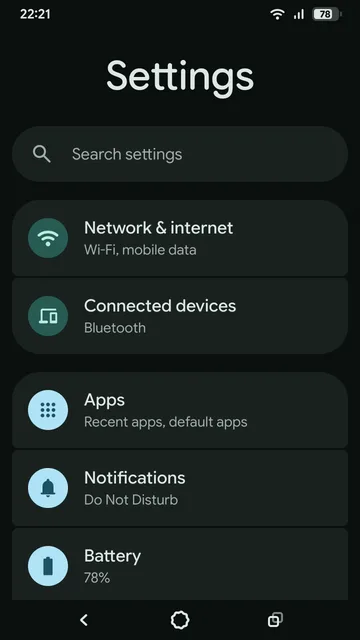 22:21
78
Settings
Search settings
Network & internet
Wi-Fi, mobile data
Connected devices
Bluetooth
Apps
Recent apps, default apps
Notifications
Do Not Disturb
Battery
78%